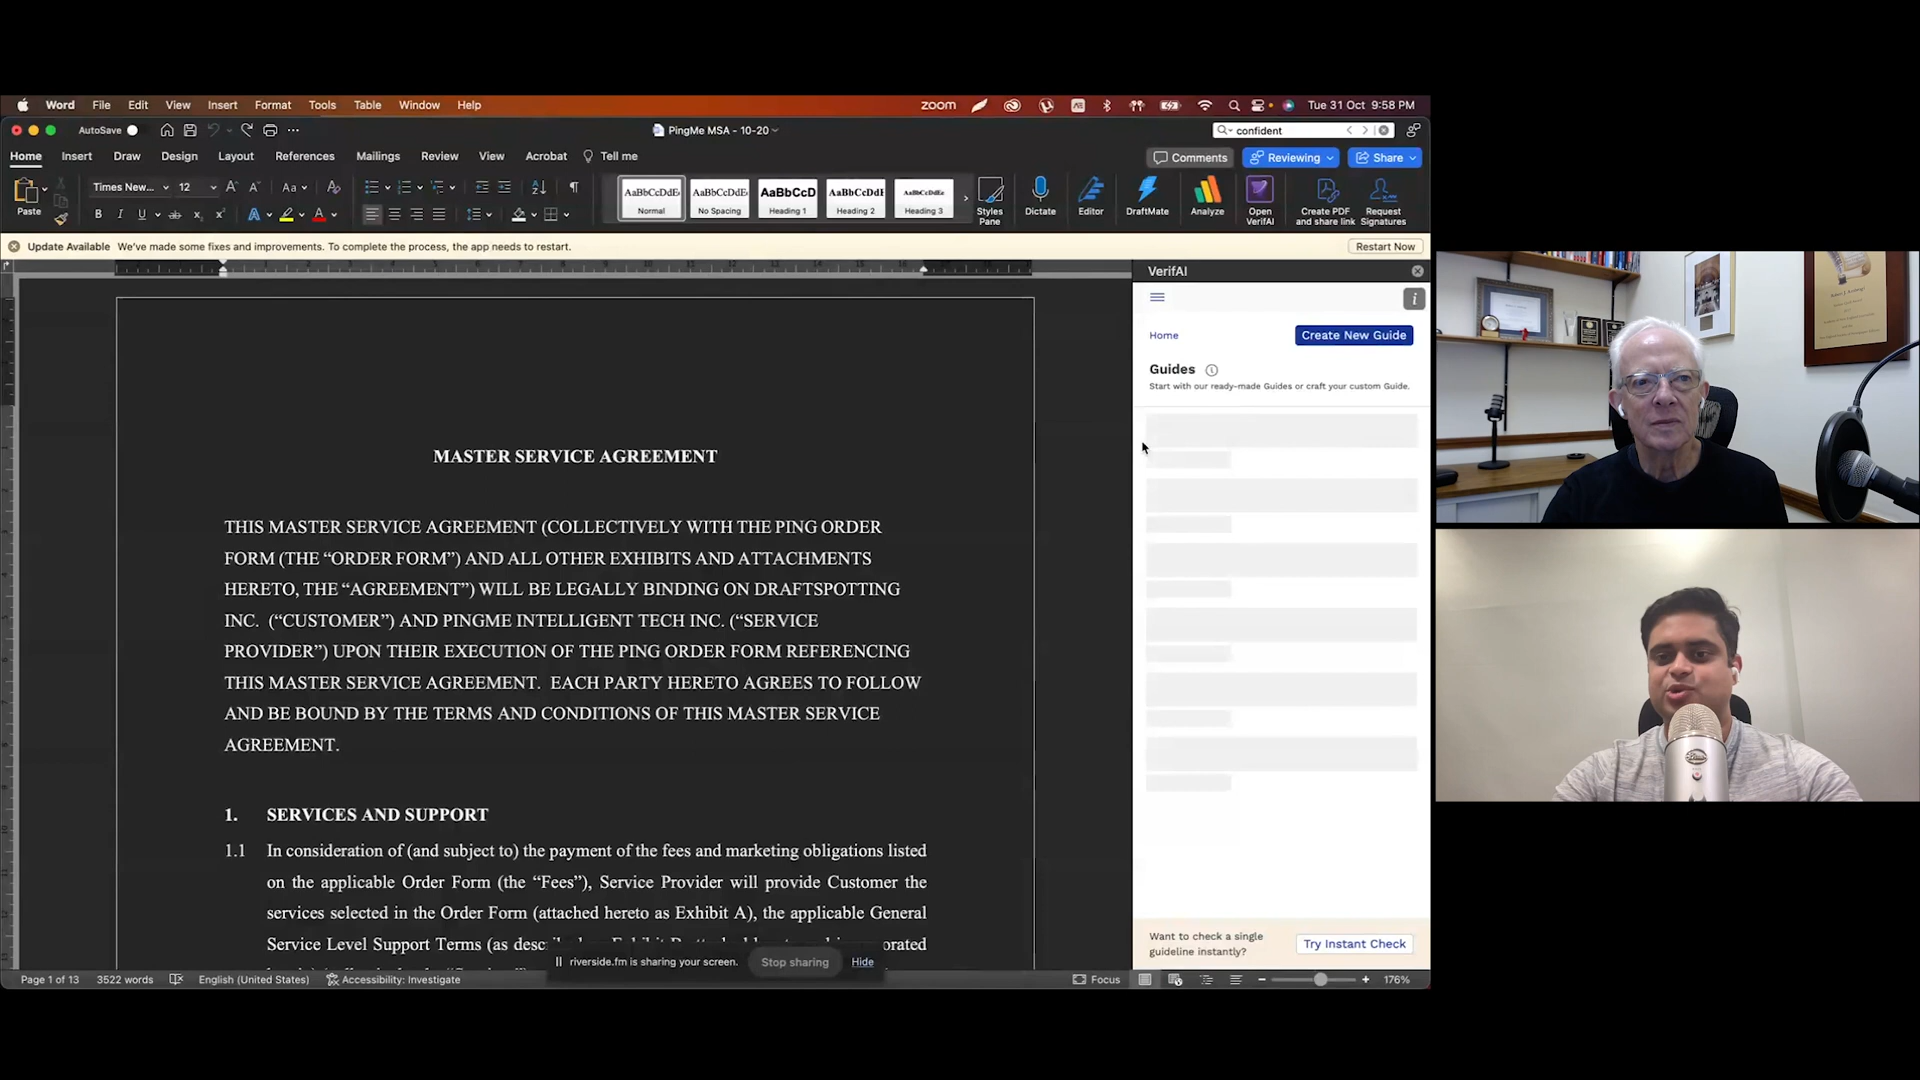 Word File Edit View Insert Format Tools Table Window Help
zoom Tue 31 Oct 9:58 PM
AutoSave PingMe MSA - 10-20 confident
Home Insert Draw Design Layout References Mailings Review View Acrobat Tell me
Comments Reviewing Share
Paste Times New... 12
AaBbCcDdE AaBbCcDdEe AaBbCcD AaBbCcDdE AaBbCcDdEe
Normal No Spacing Heading 1 Heading 2 Heading 3
Styles Pane Dictate Editor DraftMate Analyze Open VerifAI Create PDF and share link Request Signatures
Update Available We've made some fixes and improvements. To complete the process, the app needs to restart. Restart Now
MASTER SERVICE AGREEMENT
THIS MASTER SERVICE AGREEMENT (COLLECTIVELY WITH THE PING ORDER
FORM (THE “ORDER FORM”) AND ALL OTHER EXHIBITS AND ATTACHMENTS
HERETO, THE “AGREEMENT”) WILL BE LEGALLY BINDING ON DRAFTSPOTTING
INC. (“CUSTOMER”) AND PINGME INTELLIGENT TECH INC. (“SERVICE
PROVIDER”) UPON THEIR EXECUTION OF THE PING ORDER FORM REFERENCING
THIS MASTER SERVICE AGREEMENT. EACH PARTY HERETO AGREES TO FOLLOW
AND BE BOUND BY THE TERMS AND CONDITIONS OF THIS MASTER SERVICE
AGREEMENT.
1. SERVICES AND SUPPORT
1.1 In consideration of (and subject to) the payment of the fees and marketing obligations listed
on the applicable Order Form (the “Fees”), Service Provider will provide Customer the
services selected in the Order Form (attached hereto as Exhibit A), the applicable General
Service Level Support Terms (as
riverside.fm is sharing your screen. Stop sharing Hide
VerifAI
Home Create New Guide
Guides
Start with our ready-made Guides or craft your custom Guide.
Want to check a single
guideline instantly?
Try Instant Check
Page 1 of 13 3522 words English (United States) Accessibility: Investigate Focus 176%